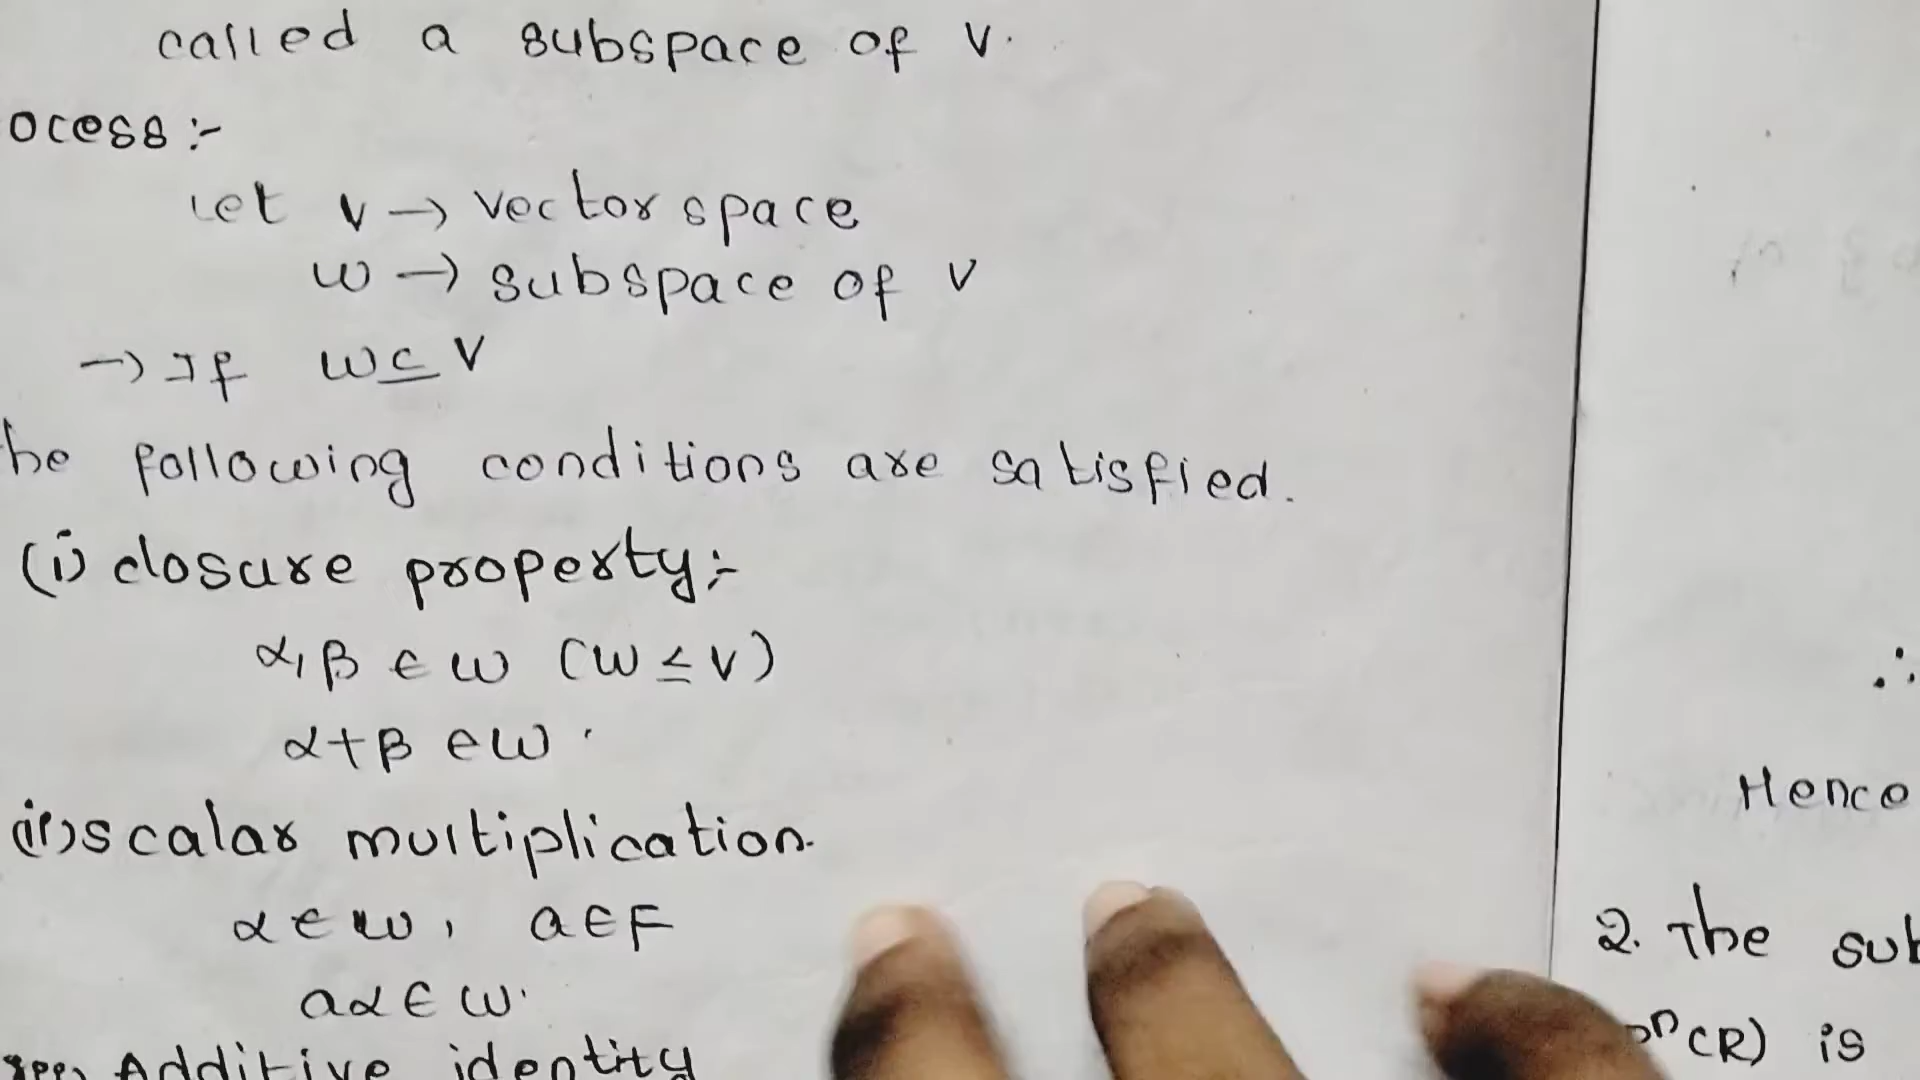 called a subspace of V.
ocess :-
Let V → vector space
W → subspace of V
→ If W ⊆ V
he following conditions are satisfied.
(i) closure property :-
α, β ∈ W (W ≤ V)
α + β ∈ W.
(ii) scalar multiplication.
α ∈ W, a ∈ F
aα ∈ W.
Additive identity
∴
Hence
2. The sub
(R) is